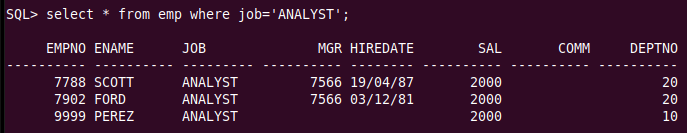 SQL> select * from emp where job='ANALYST';
     EMPNO ENAME      JOB              MGR HIREDATE        SAL       COMM     DEPTNO
---------- ---------- --------- ---------- -------- ---------- ---------- ----------
      7788 SCOTT      ANALYST         7566 19/04/87       2000                    20
      7902 FORD       ANALYST         7566 03/12/81       2000                    20
      9999 PEREZ      ANALYST                             2000                    10